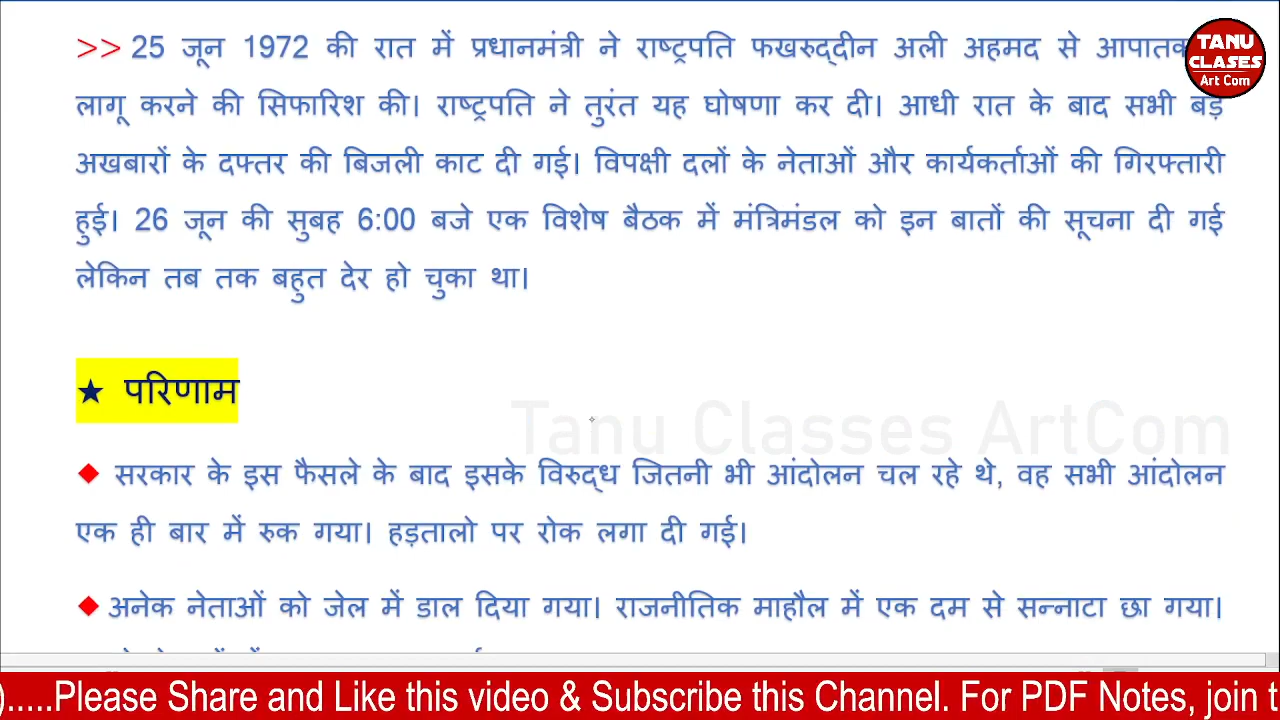 >> 25 जून 1972 की रात में प्रधानमंत्री ने राष्ट्रपति फखरुद्दीन अली अहमद से
लागू करने की सिफारिश की। राष्ट्रपति ने तुरंत यह घोषणा कर दी। आधी रात के बाद सभी बड़े
अखबारों के दफ्तर की बिजली काट दी गई। विपक्षी दलों के नेताओं और कार्यकर्ताओं की गिरफ्तारी
हुई। 26 जून की सुबह 6:00 बजे एक विशेष बैठक में मंत्रिमंडल को इन बातों की सूचना दी गई
लेकिन तब तक बहुत देर हो चुका था।
TANU
CLASES
Art Com
★ परिणाम
Tanu Classes ArtCom
◆ सरकार के इस फैसले के बाद इसके विरुद्ध जितनी भी आंदोलन चल रहे थे, वह सभी आंदोलन
एक ही बार में रुक गया। हड़तालो पर रोक लगा दी गई।
◆ अनेक नेताओं को जेल में डाल दिया गया। राजनीतिक माहौल में एक दम से सन्नाटा छा गया।
).....Please Share and Like this video & Subscribe this Channel. For PDF Notes, join